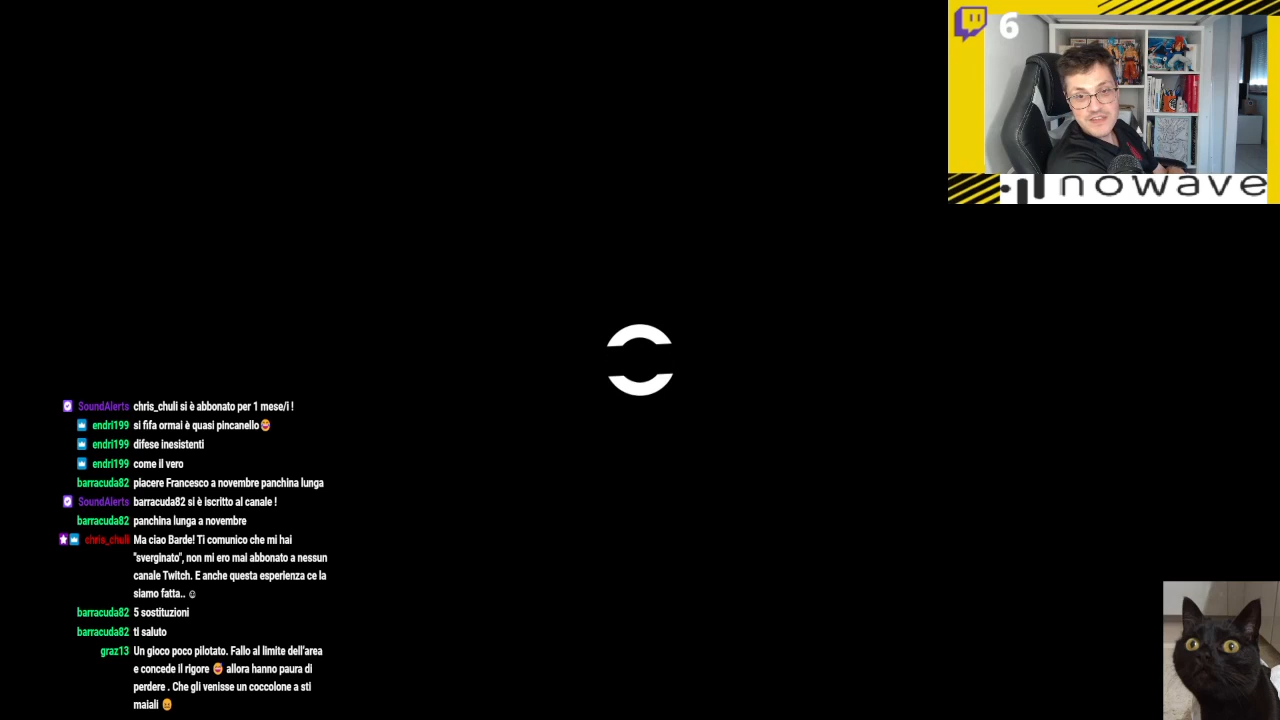 6
nowave
SoundAlerts chris_chuli si è abbonato per 1 mese/i !
endri199 si fifa ormai è quasi pincanello😂
endri199 difese inesistenti
endri199 come il vero
barracuda82 piacere Francesco a novembre panchina lunga
SoundAlerts barracuda82 si è iscritto al canale !
barracuda82 panchina lunga a novembre
chris_chuli Ma ciao Barde! Ti comunico che mi hai
"sverginato", non mi ero mai abbonato a nessun
canale Twitch. E anche questa esperienza ce la
siamo fatta.. ☺
barracuda82 5 sostituzioni
barracuda82 ti saluto
graz13 Un gioco poco pilotato. Fallo al limite dell'area
e concede il rigore 😅 allora hanno paura di
perdere . Che gli venisse un coccolone a sti
maiali 😡